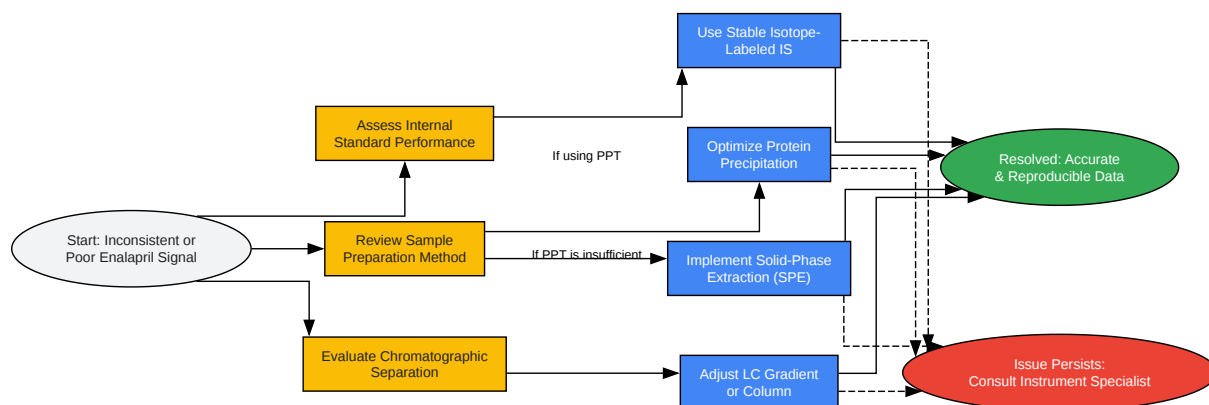 Use Stable Isotope-
Labeled IS
Assess Internal
Standard Performance
If using PPT
Optimize Protein
Precipitation
Resolved: Accurate
& Reproducible Data
Start: Inconsistent or
Poor Enalapril Signal
Review Sample
Preparation Method
If PPT is insufficient
Implement Solid-Phase
Extraction (SPE)
Evaluate Chromatographic
Separation
Adjust LC Gradient
or Column
Issue Persists:
Consult Instrument Specialist